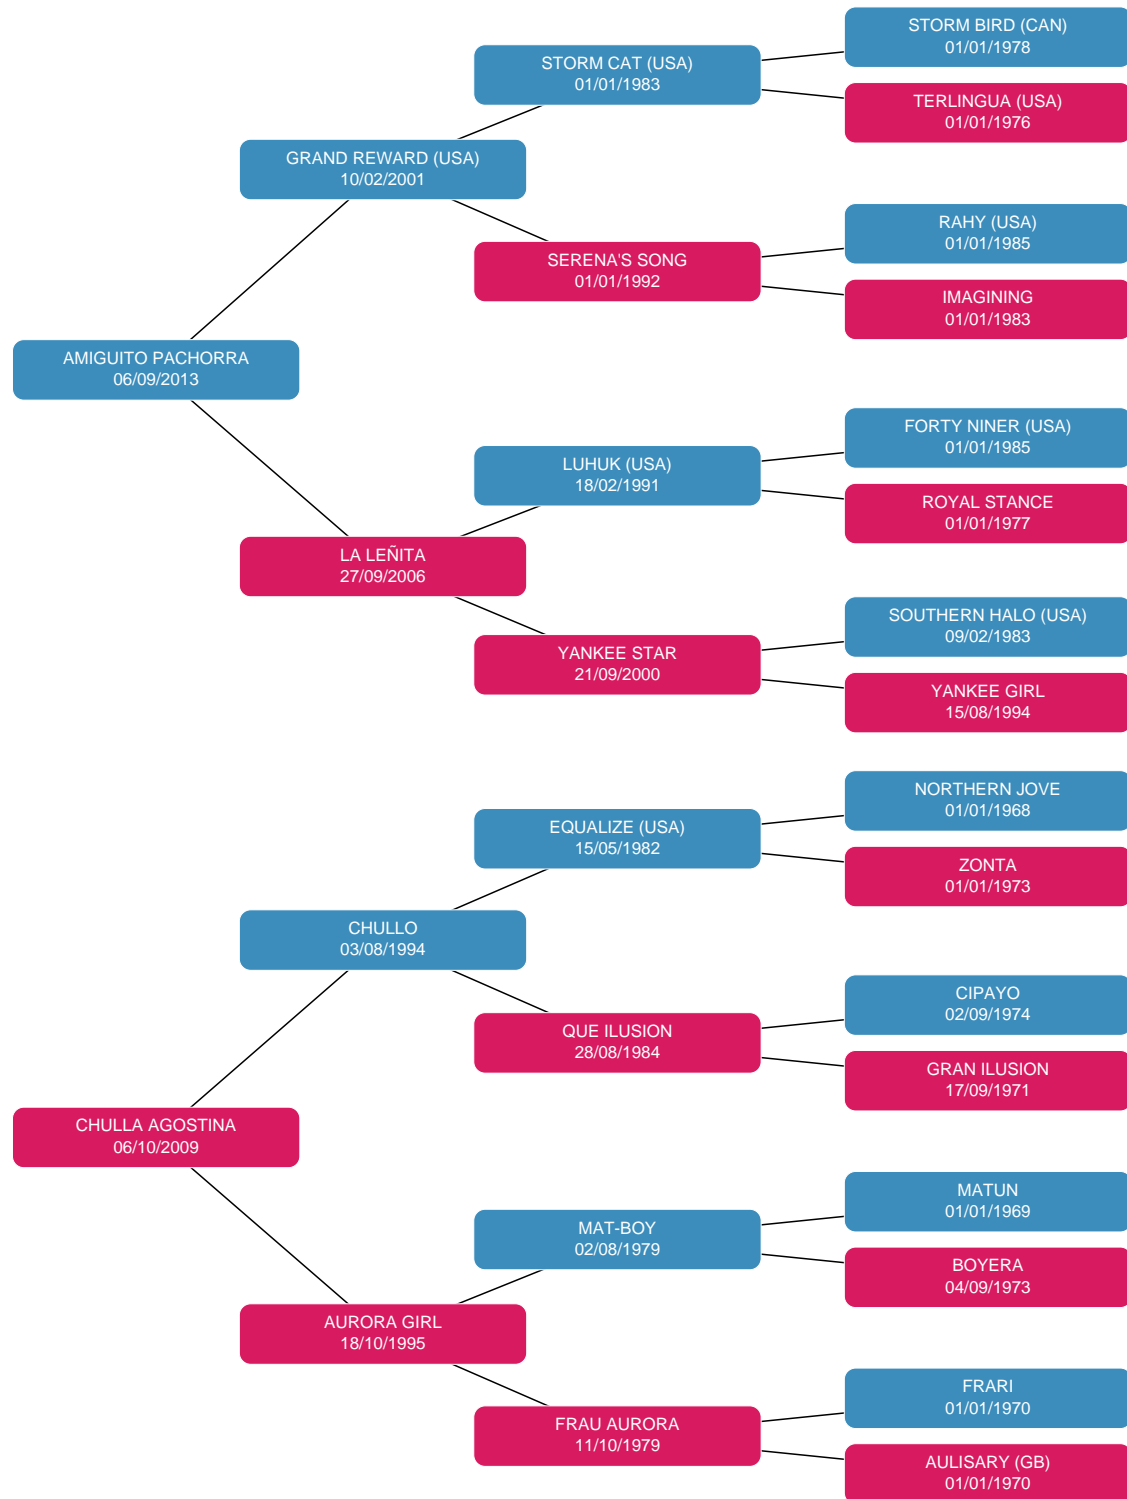 STORM BIRD (CAN)
01/01/1978
STORM CAT (USA)
01/01/1983
TERLINGUA (USA)
01/01/1976
GRAND REWARD (USA)
10/02/2001
RAHY (USA)
01/01/1985
SERENA'S SONG
01/01/1992
IMAGINING
01/01/1983
AMIGUITO PACHORRA
06/09/2013
FORTY NINER (USA)
01/01/1985
LUHUK (USA)
18/02/1991
ROYAL STANCE
01/01/1977
LA LEÑITA
27/09/2006
SOUTHERN HALO (USA)
09/02/1983
YANKEE STAR
21/09/2000
YANKEE GIRL
15/08/1994
NORTHERN JOVE
01/01/1968
EQUALIZE (USA)
15/05/1982
ZONTA
01/01/1973
CHULLO
03/08/1994
CIPAYO
02/09/1974
QUE ILUSION
28/08/1984
GRAN ILUSION
17/09/1971
CHULLA AGOSTINA
06/10/2009
MATUN
01/01/1969
MAT-BOY
02/08/1979
BOYERA
04/09/1973
AURORA GIRL
18/10/1995
FRARI
01/01/1970
FRAU AURORA
11/10/1979
AULISARY (GB)
01/01/1970